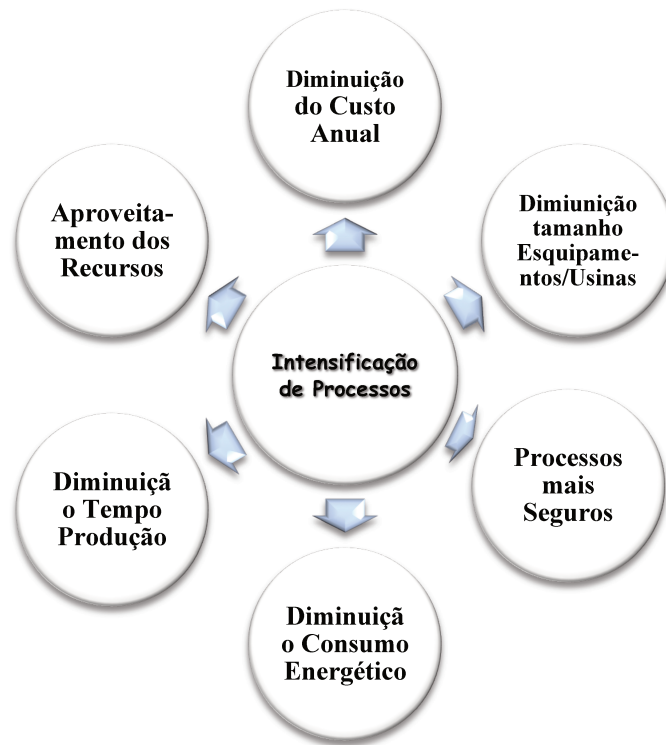 Diminuição
do Custo
Anual
Aproveita-
mento dos
Recursos
Dimiunição
tamanho
Esquipame-
ntos/Usinas
Intensificação
de Processos
Diminuiçã
o Tempo
Produção
Processos
mais
Seguros
Diminuiçã
o Consumo
Energético